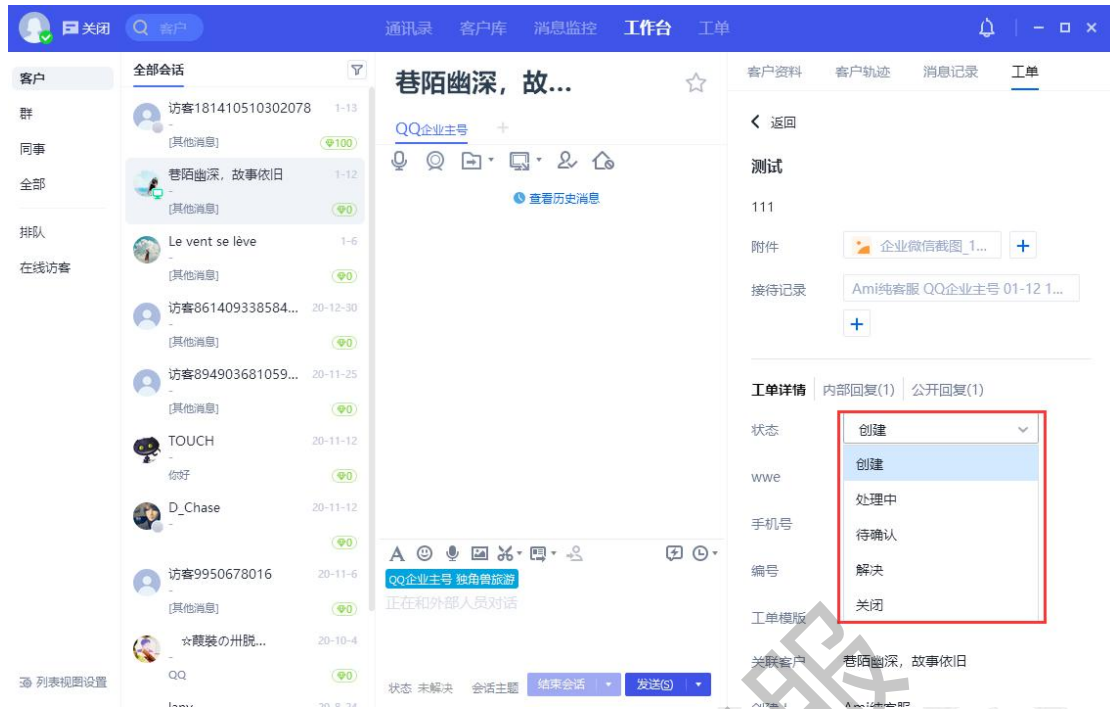 关闭
客户
通讯录
客户库
消息监控
工作台
工单
客户
群
同事
全部
排队
在线访客
列表视图设置
全部会话
访客181410510302078 1-13
-
[其他消息] 100
巷陌幽深，故事依旧 1-12
-
[其他消息] 0
Le vent se lève 1-6
-
[其他消息] 0
访客861409338584... 20-12-30
-
[其他消息] 0
访客894903681059... 20-11-25
-
[其他消息] 0
TOUCH 20-11-12
-
你好 0
D_Chase 20-11-12
-
0
访客9950678016 20-11-6
-
[其他消息] 0
20-10-4
-
QQ 0
巷陌幽深，故...
QQ企业主号
查看历史消息
QQ企业主号 独角兽旅游
正在和外部人员对话
状态 未解决 会话主题 结束会话 发送(S)
客户资料
客户轨迹
消息记录
工单
返回
测试
111
附件 企业微信截图_1...
接待记录 Ami纯客服 QQ企业主号 01-12 1...
工单详情 内部回复(1) 公开回复(1)
状态 创建
创建
处理中
待确认
解决
关闭
wwe
手机号
编号
工单模版
关联客户 巷陌幽深，故事依旧
服